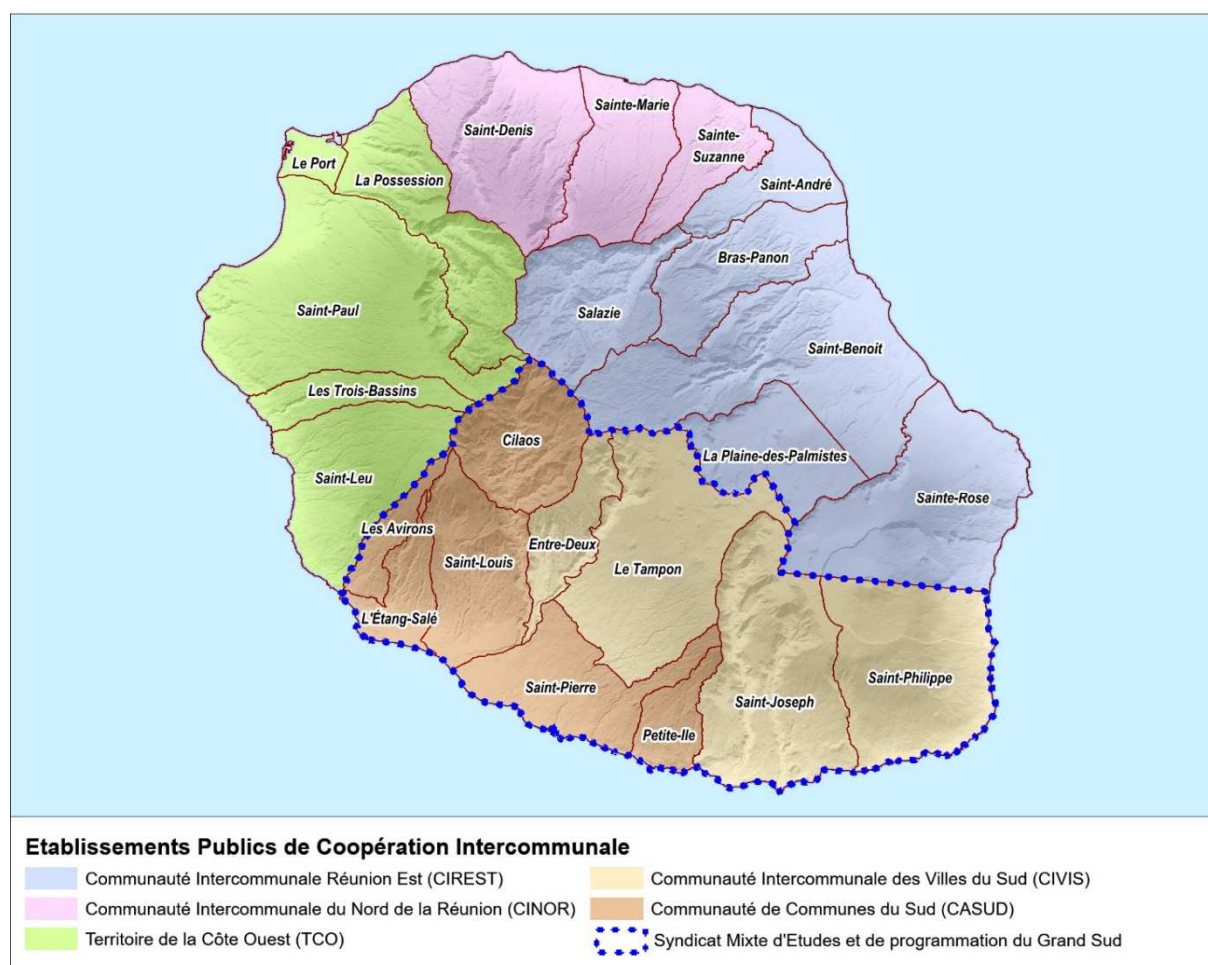 Saint-Denis
Sainte-Marie
Sainte-
Suzanne
Le Port
La Possession
Saint-André
Bras-Panon
Saint-Paul
Salazie
Saint-Benoit
Les Trois-Bassins
Cilaos
La Plaine-des-Palmistes
Saint-Leu
Sainte-Rose
Les Avirons
Saint-Louis
Entre-Deux
Le Tampon
L'Étang-Salé
Saint-Pierre
Saint-Philippe
Saint-Joseph
Petite-Ile
Etablissements Publics de Coopération Intercommunale
Communauté Intercommunale Réunion Est (CIREST)
Communauté Intercommunale du Nord de la Réunion (CINOR)
Territoire de la Côte Ouest (TCO)
Communauté Intercommunale des Villes du Sud (CIVIS)
Communauté de Communes du Sud (CASUD)
Syndicat Mixte d'Etudes et de programmation du Grand Sud